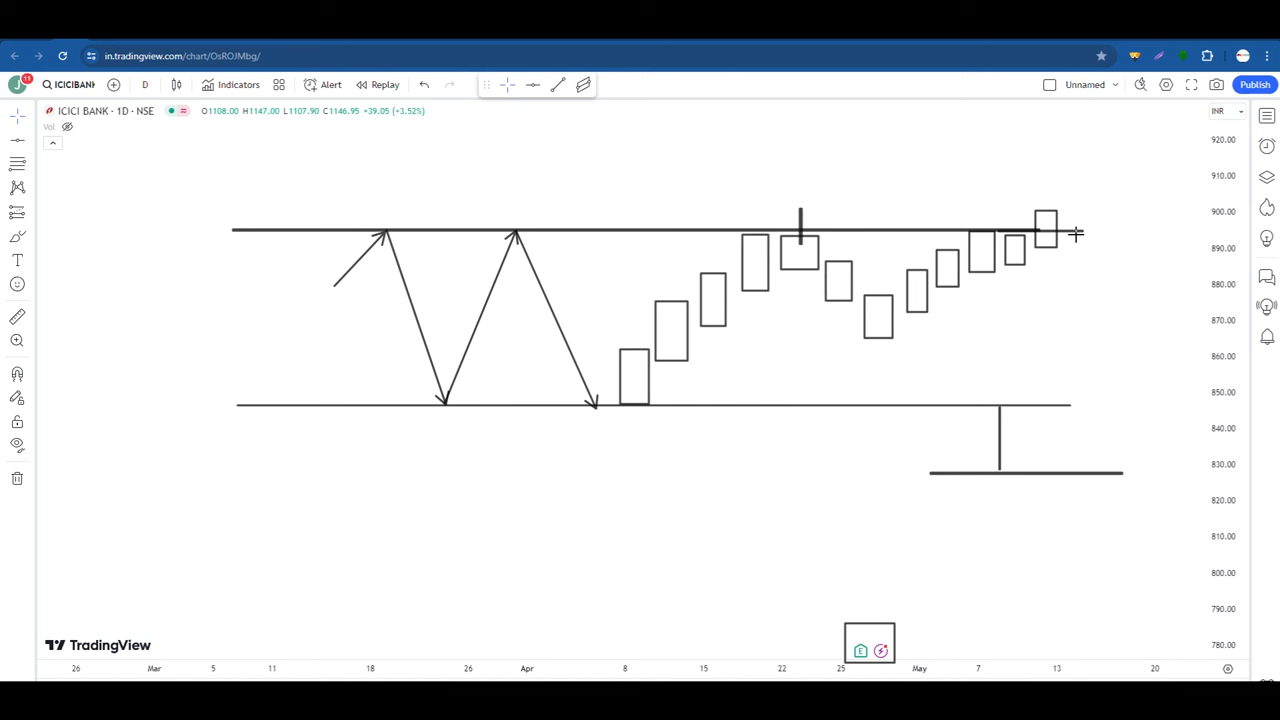 in.tradingview.com/chart/OsROJMbg/
J 11 ICICIBANK D Indicators Alert Replay Unnamed Publish
ICICI BANK · 1D · NSE O1108.00 H1147.00 L1107.90 C1146.95 +39.05 (+3.52%) INR
Vol
920.00
910.00
900.00
890.00
880.00
870.00
860.00
850.00
840.00
830.00
820.00
810.00
800.00
790.00
780.00
TradingView
E
26 Mar 5 11 18 26 Apr 8 15 22 25 May 7 13 20